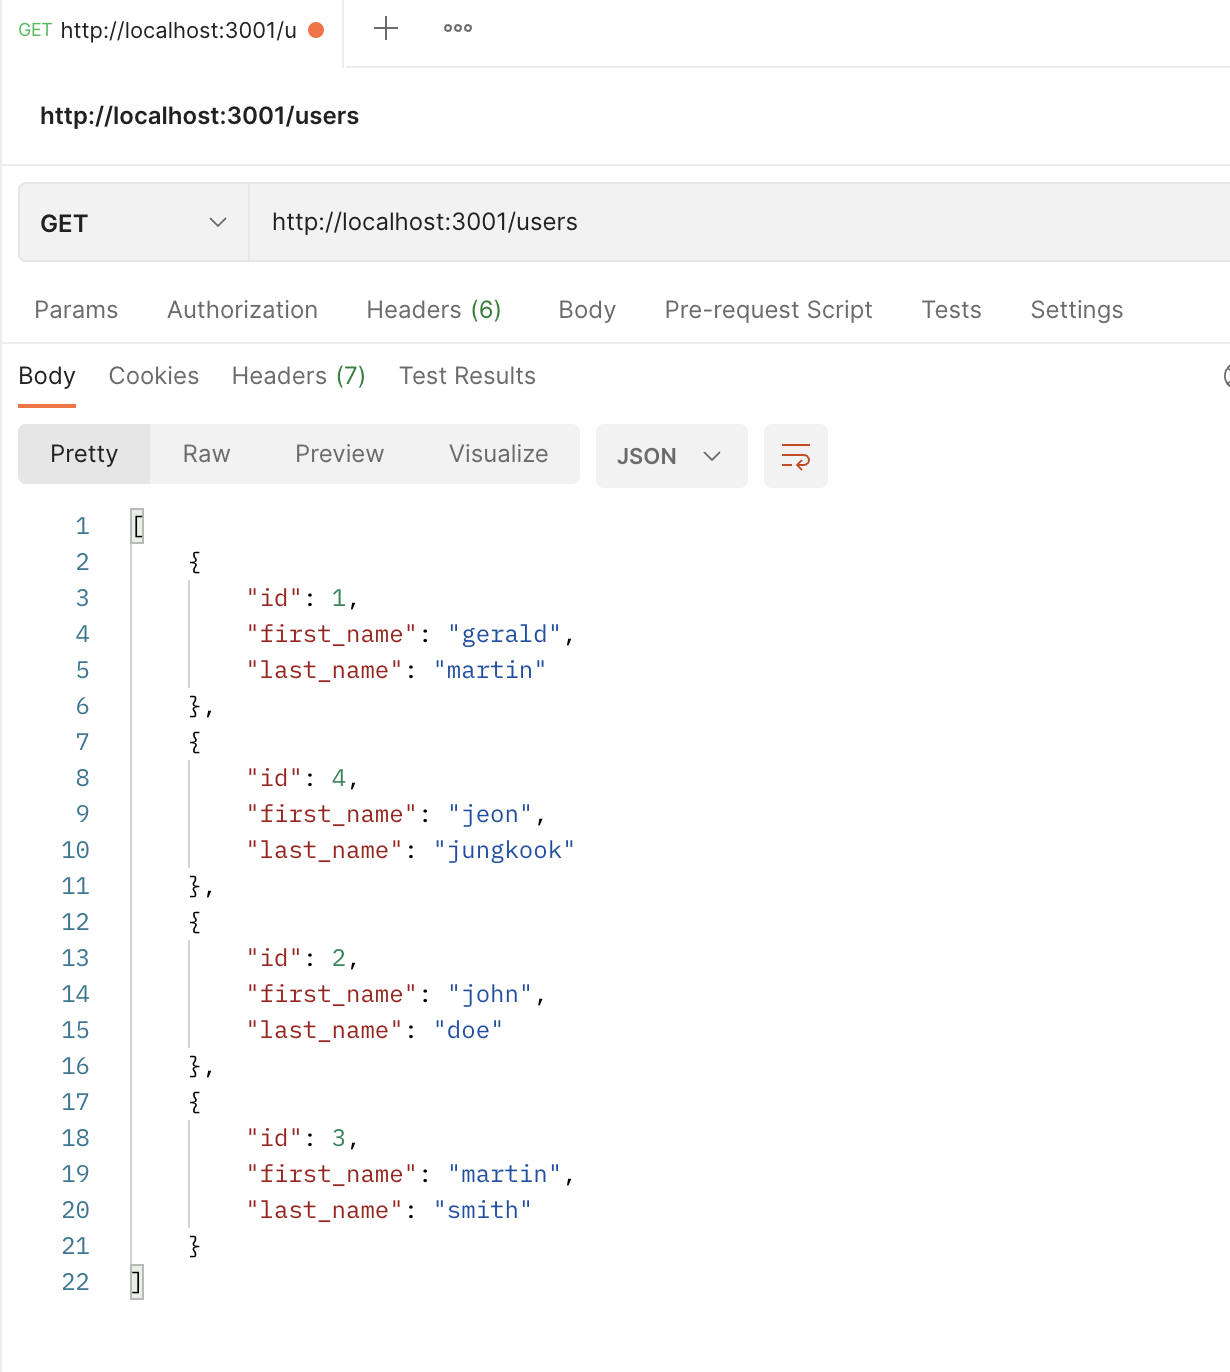 GET http://localhost:3001/u
http://localhost:3001/users
GET http://localhost:3001/users
Params Authorization Headers (6) Body Pre-request Script Tests Settings
Body Cookies Headers (7) Test Results
Pretty Raw Preview Visualize JSON
1 [
2 {
3 "id": 1,
4 "first_name": "gerald",
5 "last_name": "martin"
6 },
7 {
8 "id": 4,
9 "first_name": "jeon",
10 "last_name": "jungkook"
11 },
12 {
13 "id": 2,
14 "first_name": "john",
15 "last_name": "doe"
16 },
17 {
18 "id": 3,
19 "first_name": "martin",
20 "last_name": "smith"
21 }
22 ]